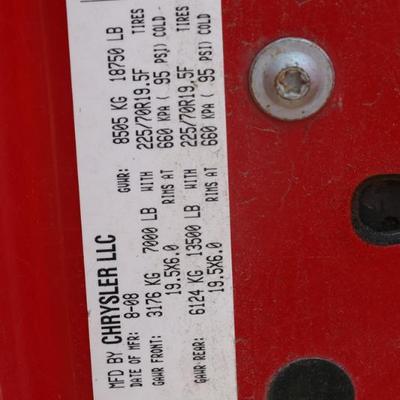 MFD BY CHRYSLER LLC
DATE OF MFR: 8-08 GVWR: 8505 KG 18750 LB
GAWR FRONT: 3176 KG 7000 LB WITH 225/70R19.5F TIRES
19.5X6.0 RIMS AT 660 KPA ( 95 PSI) COLD
GAWR REAR: 6124 KG 13500 LB WITH 225/70R19.5F TIRES
19.5X6.0 RIMS AT 660 KPA ( 95 PSI) COLD